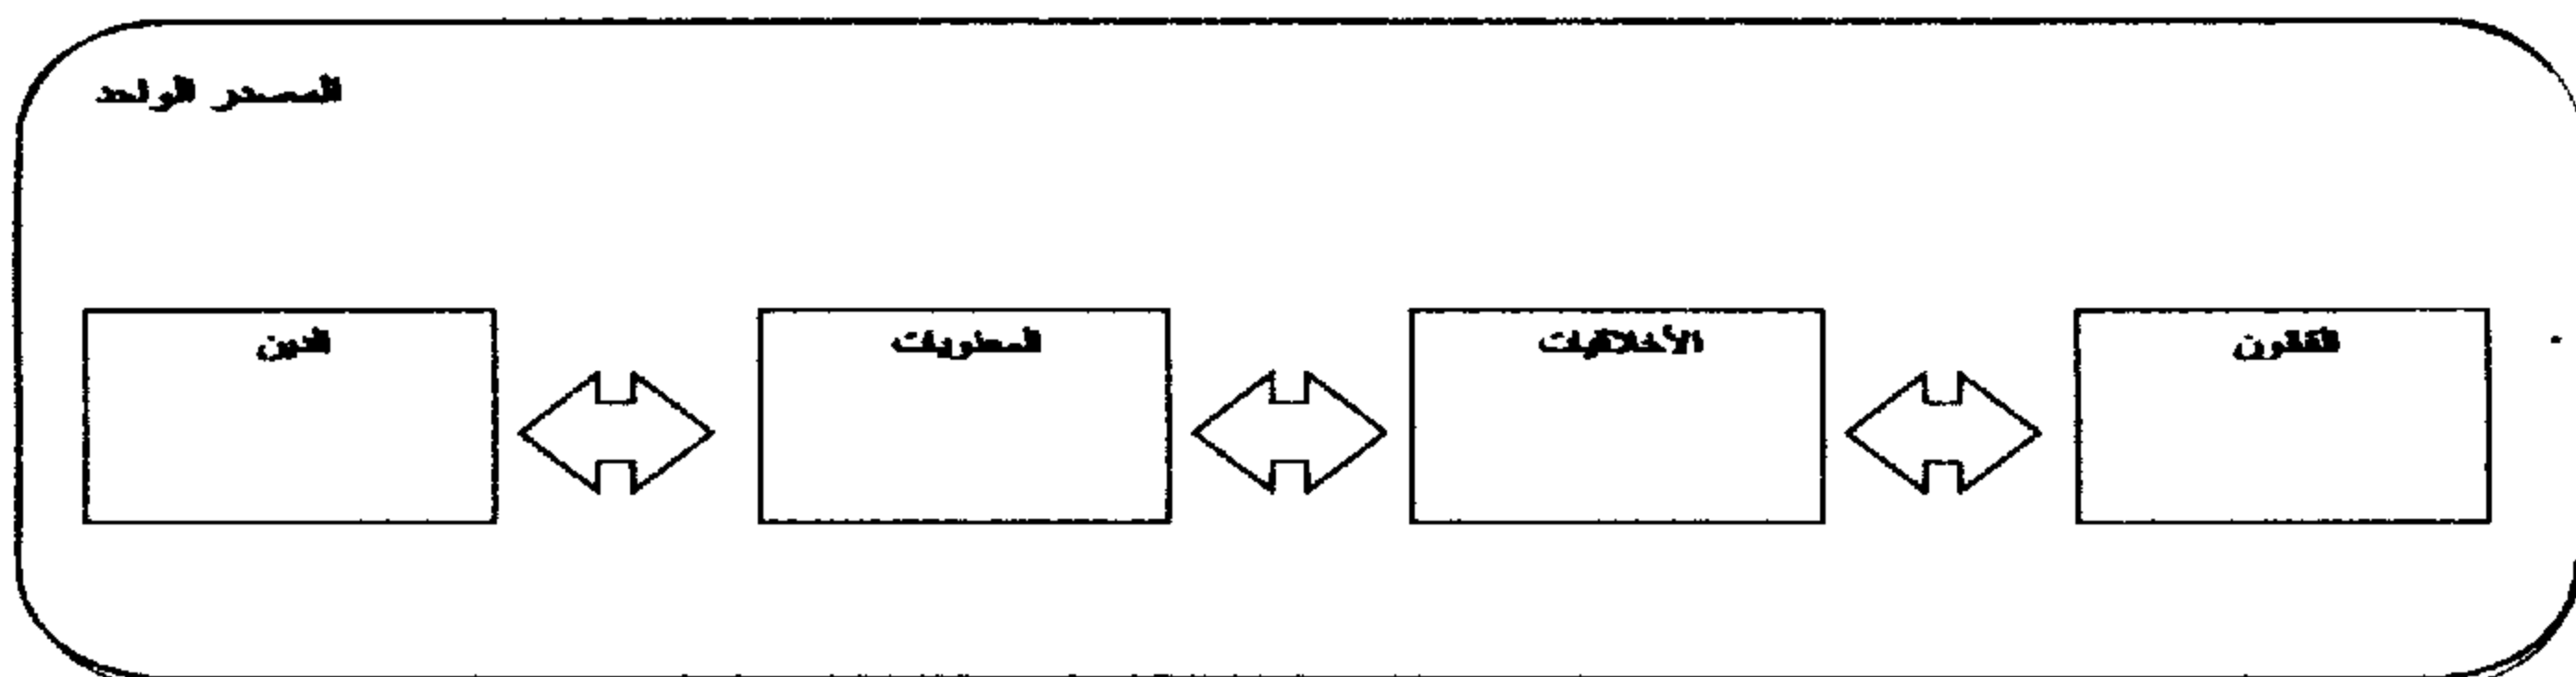 المصدر الواحد
القانون
الأخلاقيات
المعنويات
الدين